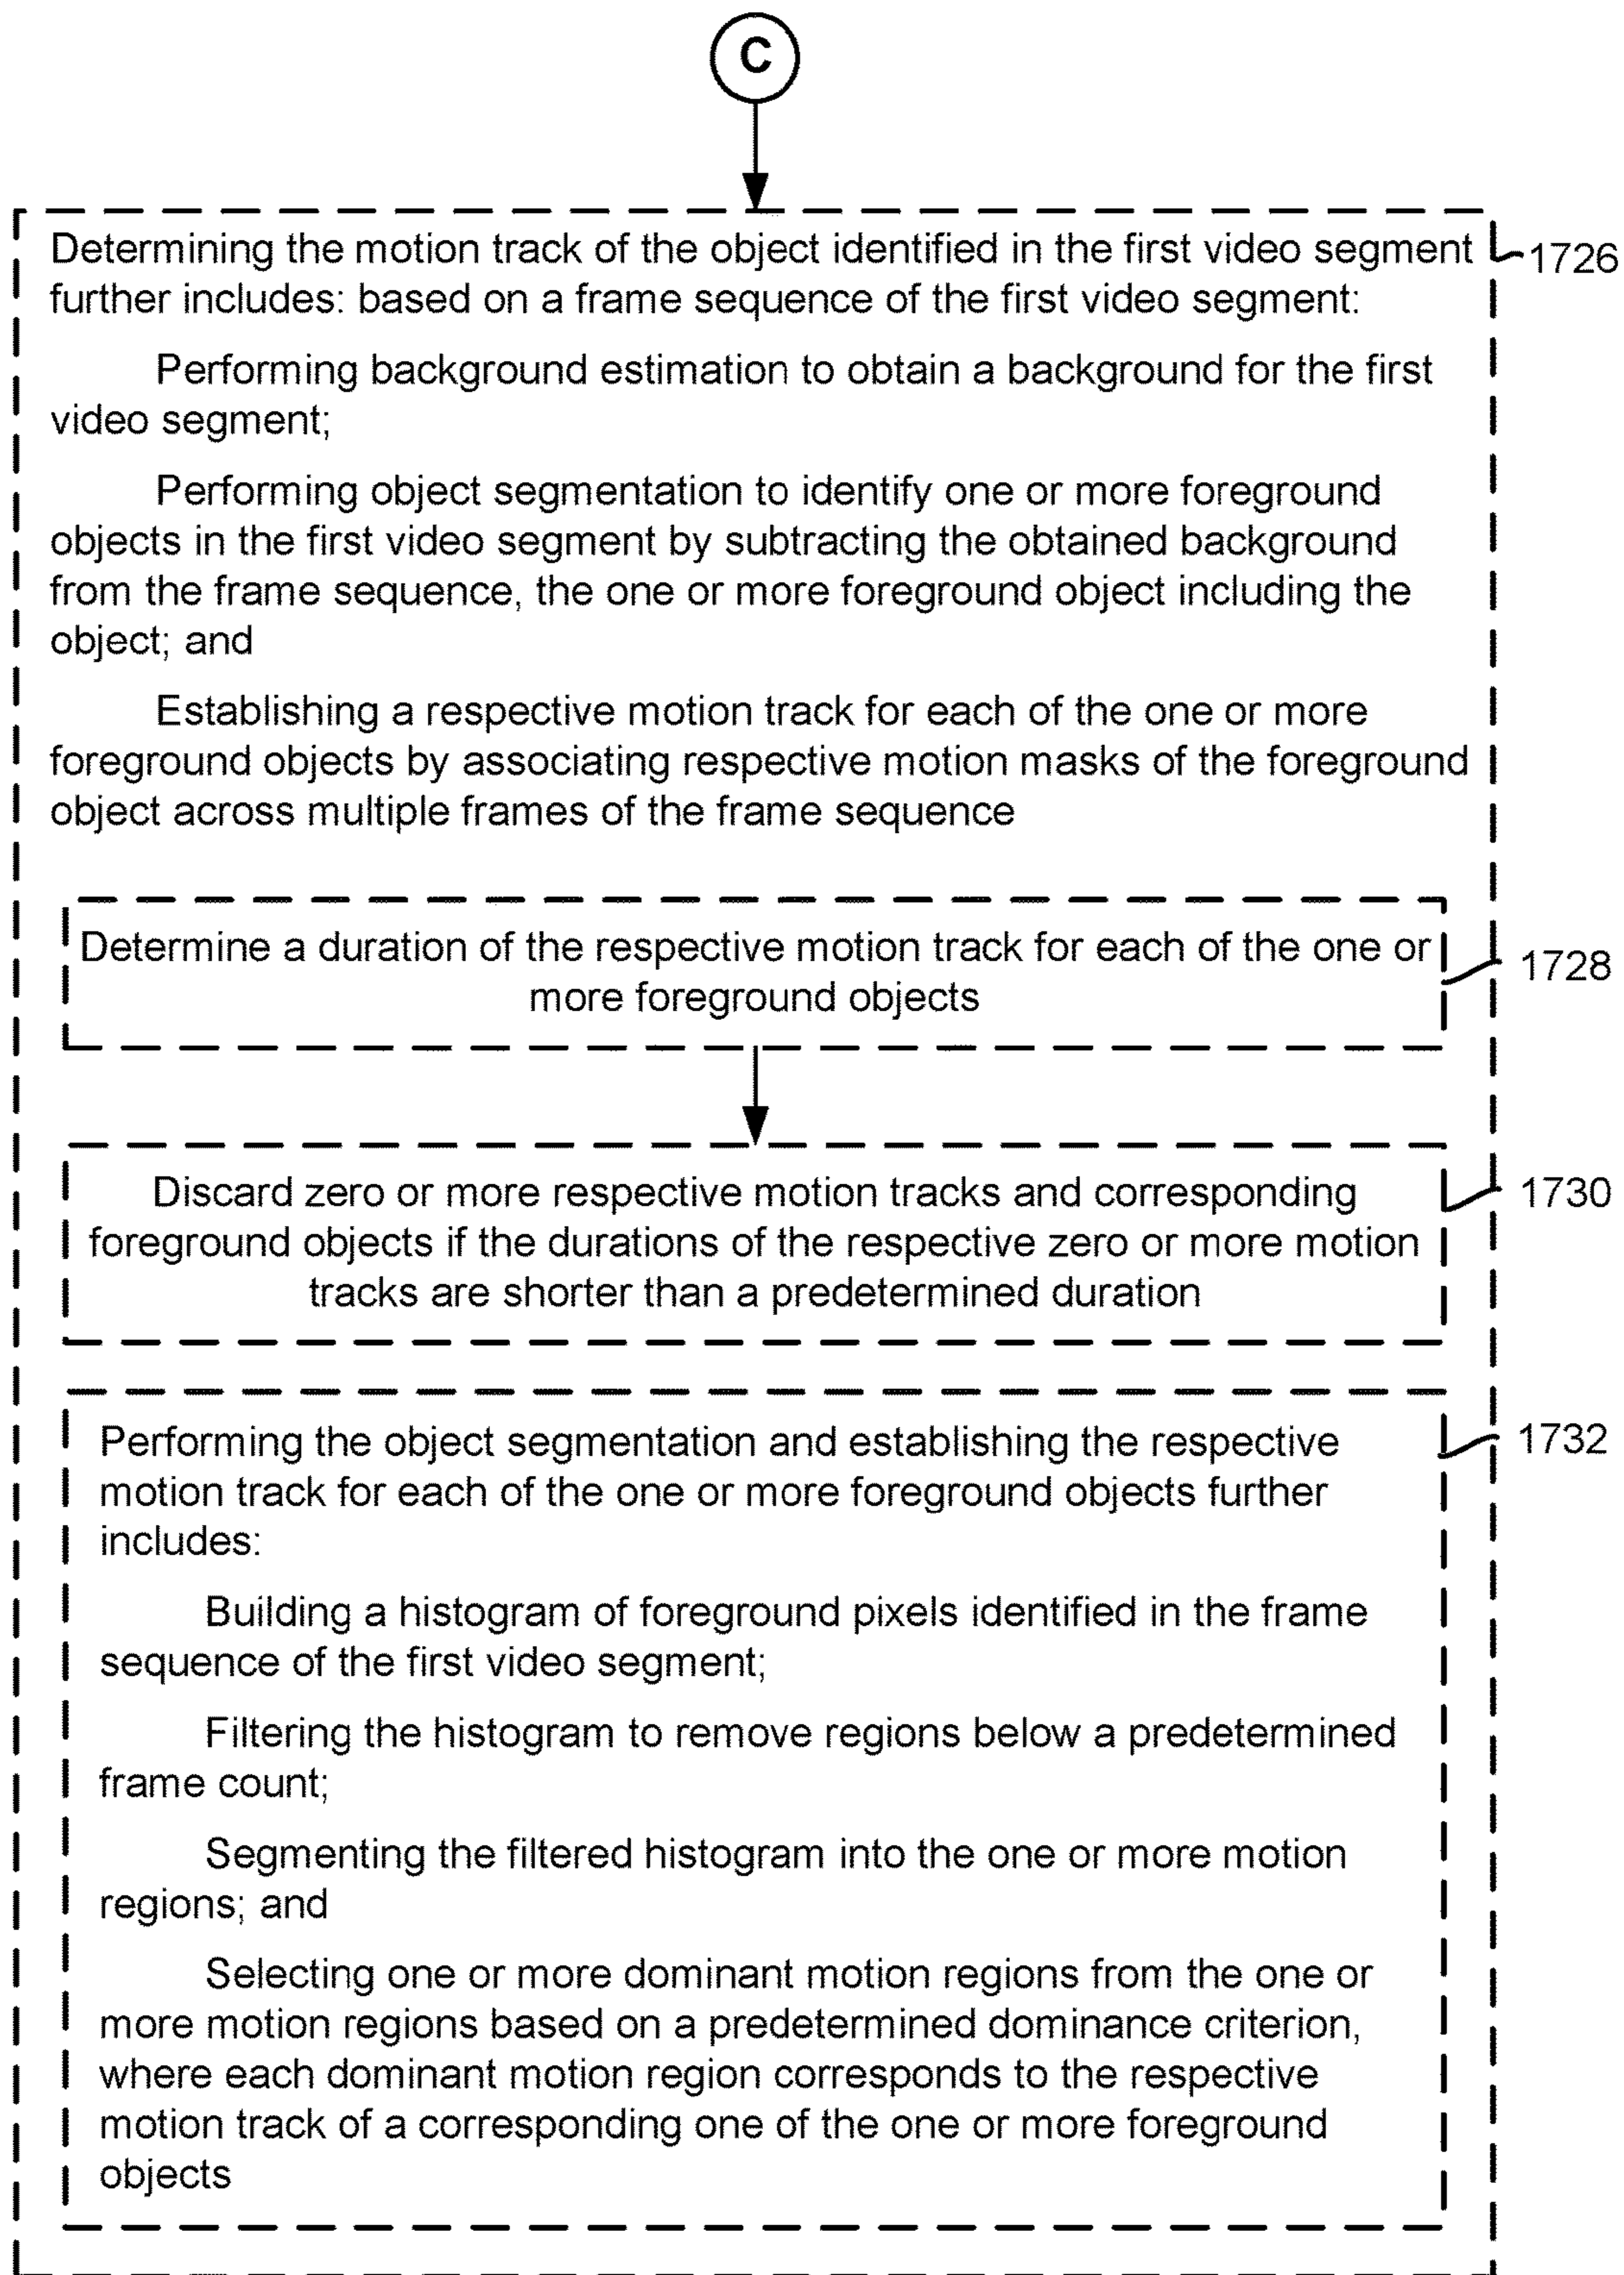 C
Determining the motion track of the object identified in the first video segment
1726
further includes: based on a frame sequence of the first video segment:
Performing background estimation to obtain a background for the first
video segment;
Performing object segmentation to identify one or more foreground
objects in the first video segment by subtracting the obtained background
from the frame sequence, the one or more foreground object including the
object; and
Establishing a respective motion track for each of the one or more
foreground objects by associating respective motion masks of the foreground
object across multiple frames of the frame sequence
Determine a duration of the respective motion track for each of the one or
1728
more foreground objects
Discard zero or more respective motion tracks and corresponding
1730
foreground objects if the durations of the respective zero or more motion
tracks are shorter than a predetermined duration
Performing the object segmentation and establishing the respective
1732
motion track for each of the one or more foreground objects further
includes:
Building a histogram of foreground pixels identified in the frame
sequence of the first video segment;
Filtering the histogram to remove regions below a predetermined
frame count;
Segmenting the filtered histogram into the one or more motion
regions; and
Selecting one or more dominant motion regions from the one or
more motion regions based on a predetermined dominance criterion,
where each dominant motion region corresponds to the respective
motion track of a corresponding one of the one or more foreground
objects